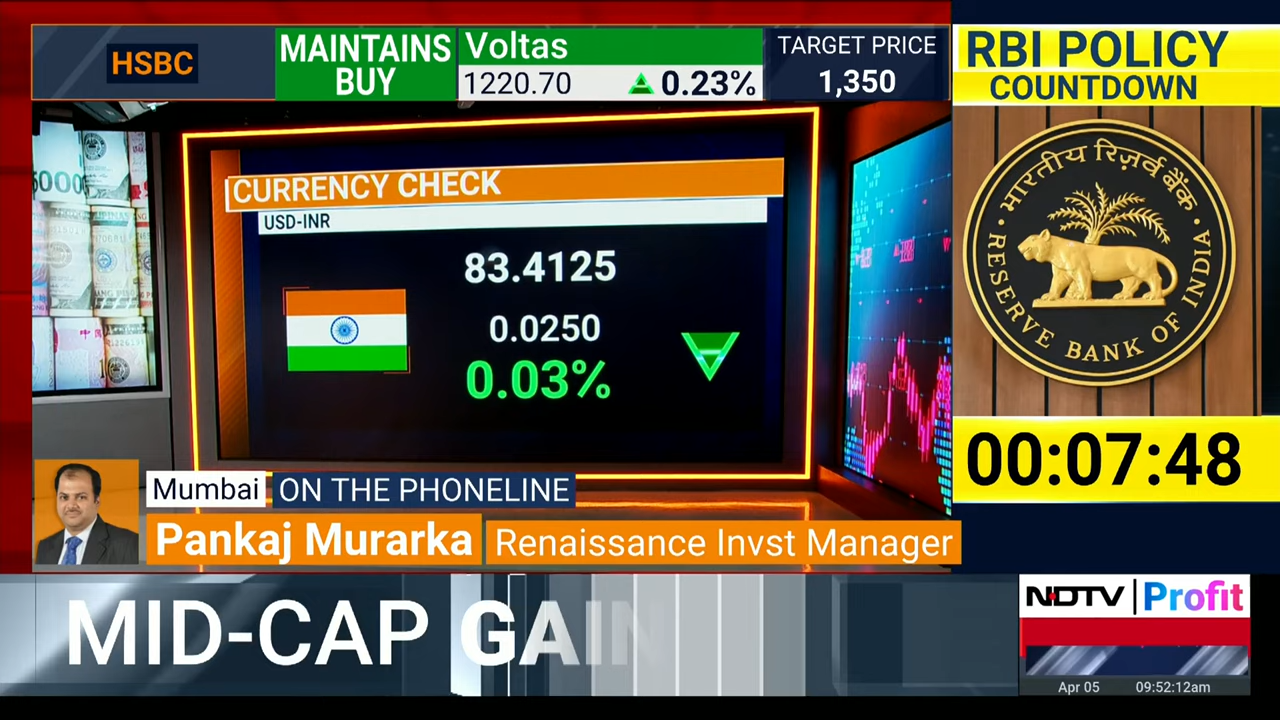 HSBC
MAINTAINS
BUY
Voltas
1220.70 0.23%
TARGET PRICE
1,350
RBI POLICY
COUNTDOWN
भारतीय रिज़र्व बैंक
RESERVE BANK OF INDIA
00:07:48
CURRENCY CHECK
USD-INR
83.4125
0.0250
0.03%
Mumbai ON THE PHONELINE
Pankaj Murarka Renaissance Invst Manager
MID-CAP GAIN
NDTV Profit
Apr 05 09:52:12am